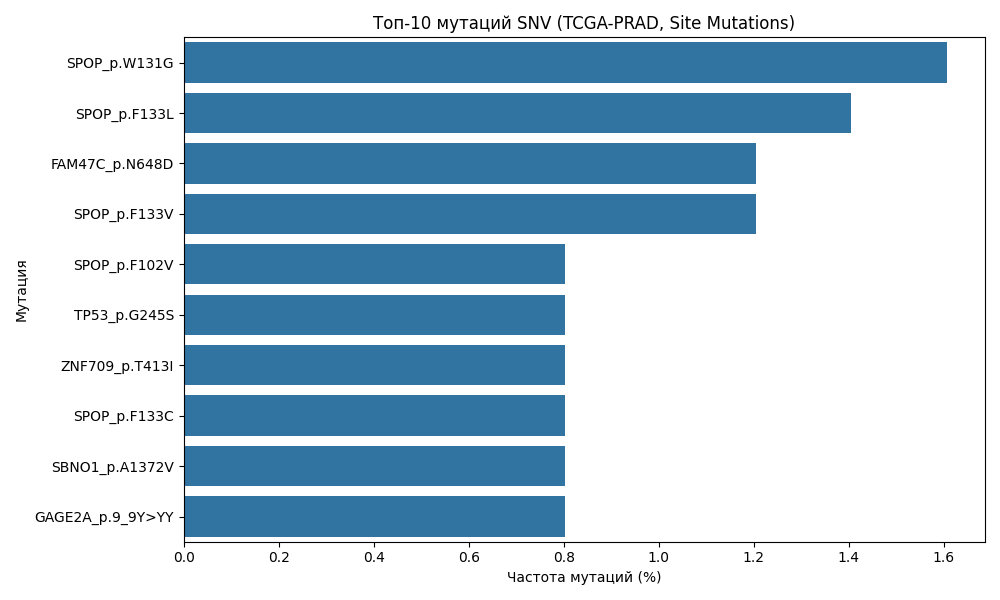 Топ-10 мутаций SNV (TCGA-PRAD, Site Mutations)
Мутация
SPOP_p.W131G
SPOP_p.F133L
FAM47C_p.N648D
SPOP_p.F133V
SPOP_p.F102V
TP53_p.G245S
ZNF709_p.T413I
SPOP_p.F133C
SBNO1_p.A1372V
GAGE2A_p.9_9Y>YY
0.0 0.2 0.4 0.6 0.8 1.0 1.2 1.4 1.6
Частота мутаций (%)